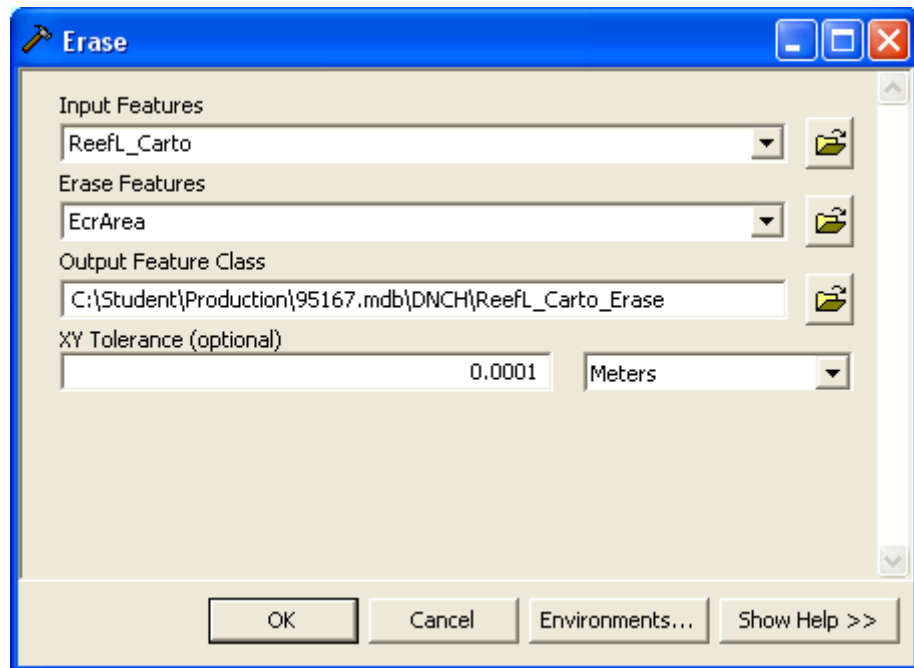 Erase
Input Features
ReefL_Carto
Erase Features
EcrArea
Output Feature Class
C:\Student\Production\95167.mdb\DNCH\ReefL_Carto_Erase
XY Tolerance (optional)
0.0001 Meters
OK Cancel Environments... Show Help >>